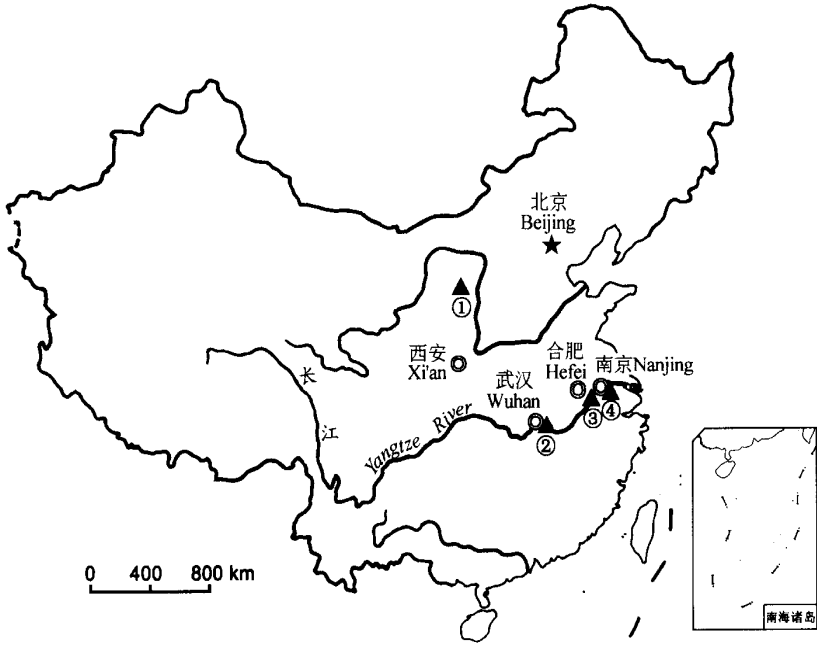 北京
Beijing
①
西安
Xi'an
合肥
Hefei
南京Nanjing
武汉
Wuhan
长
江
Yangtze River
②
③
④
0 400 800 km
南海诸岛